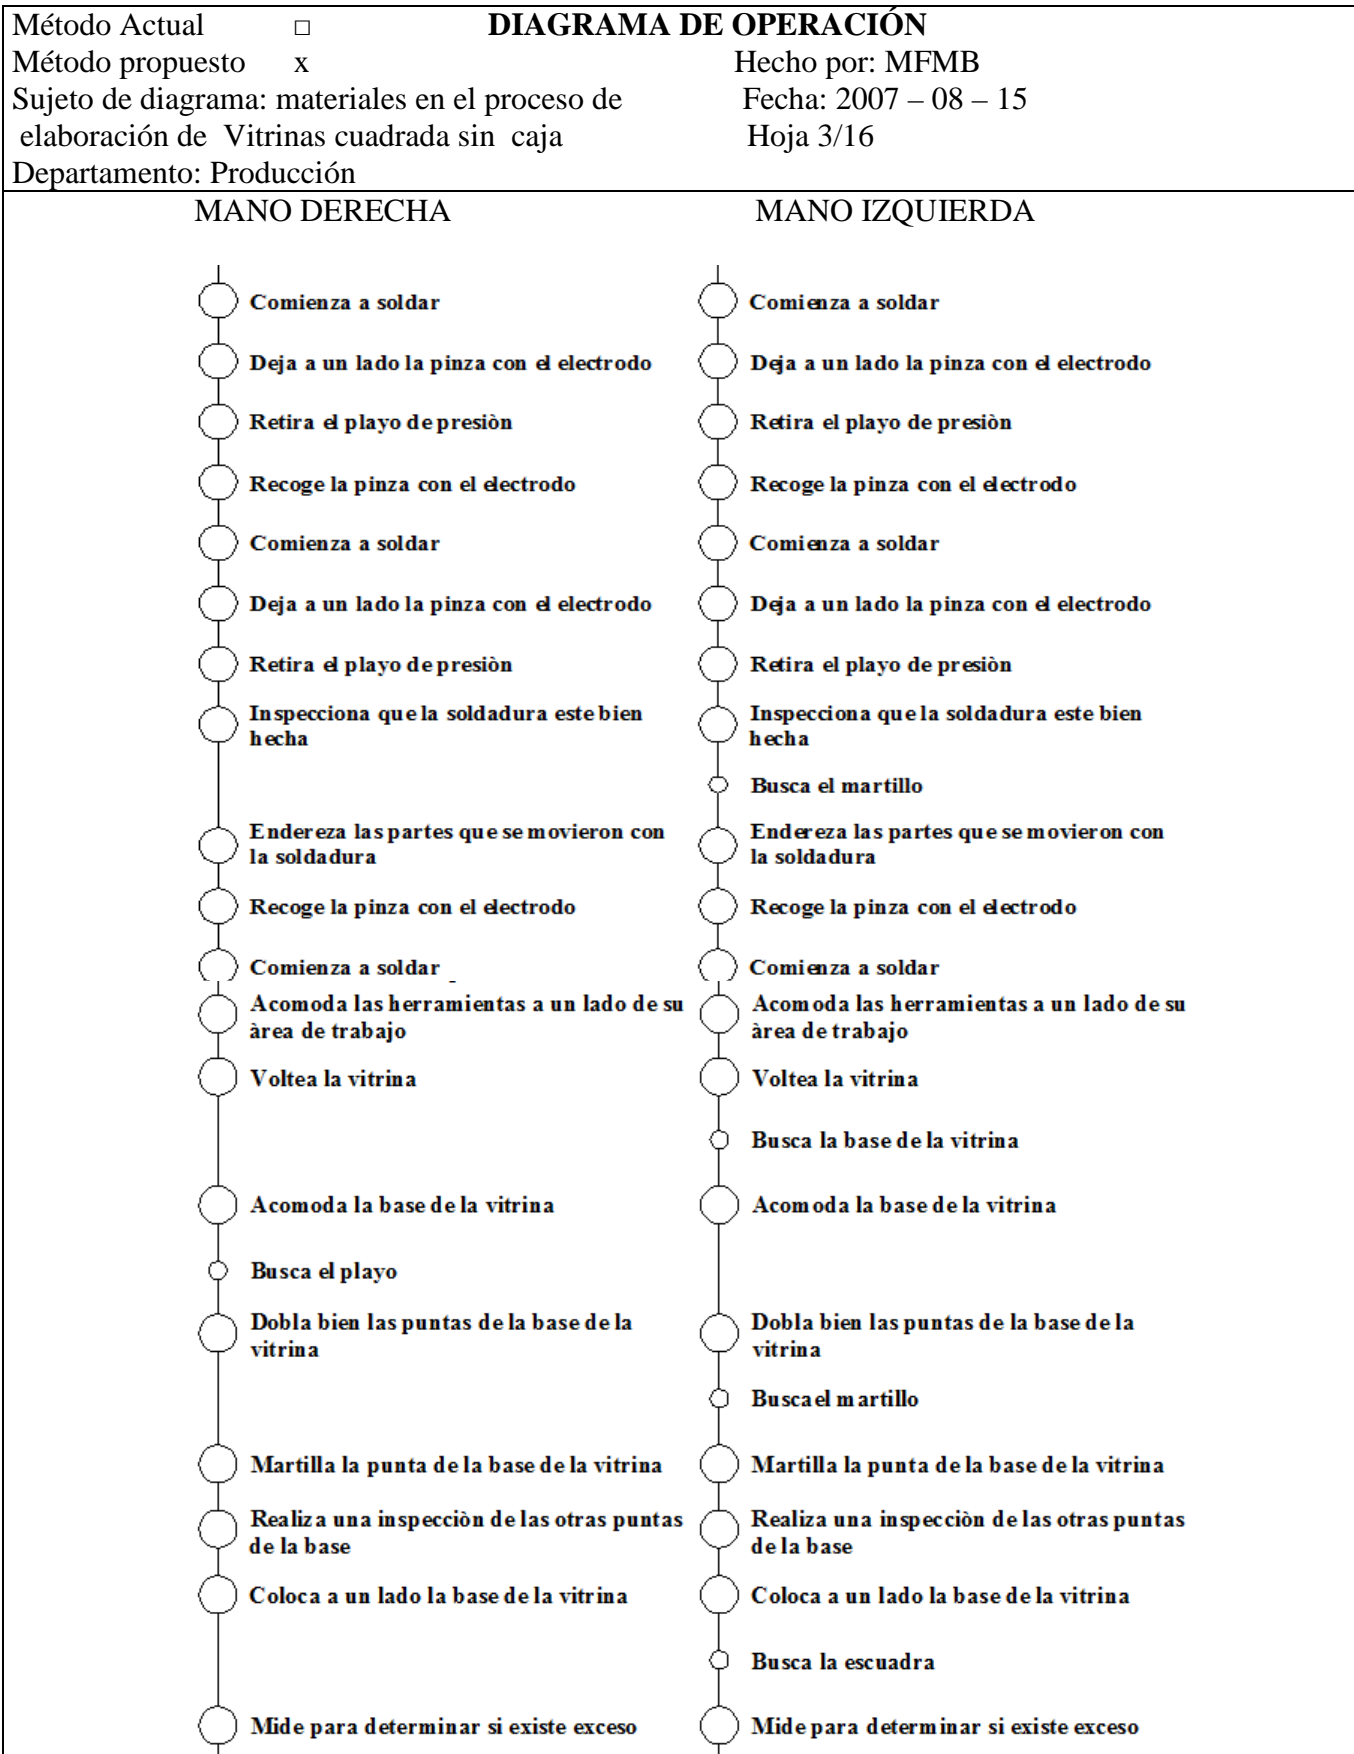 Método Actual □ DIAGRAMA DE OPERACIÓN
Método propuesto x Hecho por: MFMB
Sujeto de diagrama: materiales en el proceso de Fecha: 2007 – 08 – 15
elaboración de Vitrinas cuadrada sin caja Hoja 3/16
Departamento: Producción
MANO DERECHA MANO IZQUIERDA
Comienza a soldar Comienza a soldar
Deja a un lado la pinza con el electrodo Deja a un lado la pinza con el electrodo
Retira el playo de presiòn Retira el playo de presiòn
Recoge la pinza con el electrodo Recoge la pinza con el electrodo
Comienza a soldar Comienza a soldar
Deja a un lado la pinza con el electrodo Deja a un lado la pinza con el electrodo
Retira el playo de presiòn Retira el playo de presiòn
Inspecciona que la soldadura este bien Inspecciona que la soldadura este bien
hecha hecha
Busca el martillo
Endereza las partes que se movieron con Endereza las partes que se movieron con
la soldadura la soldadura
Recoge la pinza con el electrodo Recoge la pinza con el electrodo
Comienza a soldar Comienza a soldar
Acomoda las herramientas a un lado de su Acomoda las herramientas a un lado de su
àrea de trabajo àrea de trabajo
Voltea la vitrina Voltea la vitrina
Busca la base de la vitrina
Acomoda la base de la vitrina Acomoda la base de la vitrina
Busca el playo
Dobla bien las puntas de la base de la Dobla bien las puntas de la base de la
vitrina vitrina
Busca el martillo
Martilla la punta de la base de la vitrina Martilla la punta de la base de la vitrina
Realiza una inspecciòn de las otras puntas Realiza una inspecciòn de las otras puntas
de la base de la base
Coloca a un lado la base de la vitrina Coloca a un lado la base de la vitrina
Busca la escuadra
Mide para determinar si existe exceso Mide para determinar si existe exceso